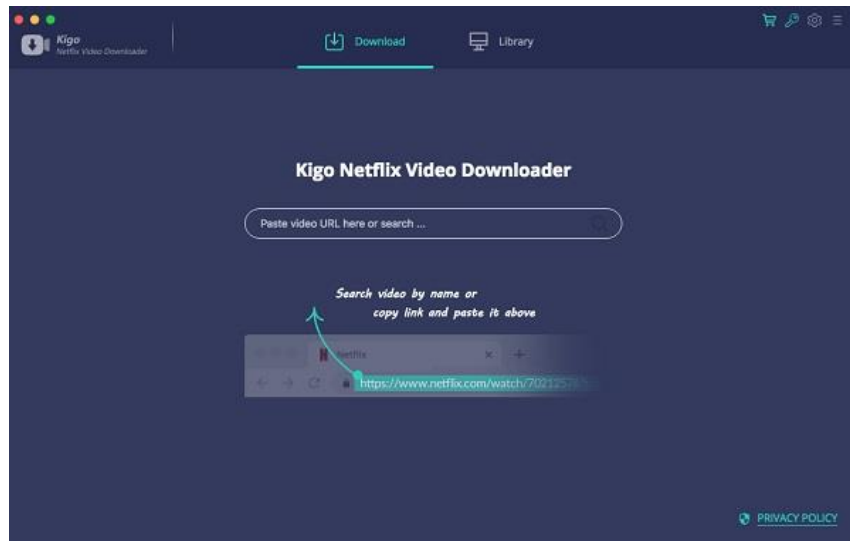 Kigo
Netflix Video Downloader
Download
Library
Kigo Netflix Video Downloader
Paste video URL here or search ...
Search video by name or
copy link and paste it above
Netflix
https://www.netflix.com/watch/70212578
PRIVACY POLICY